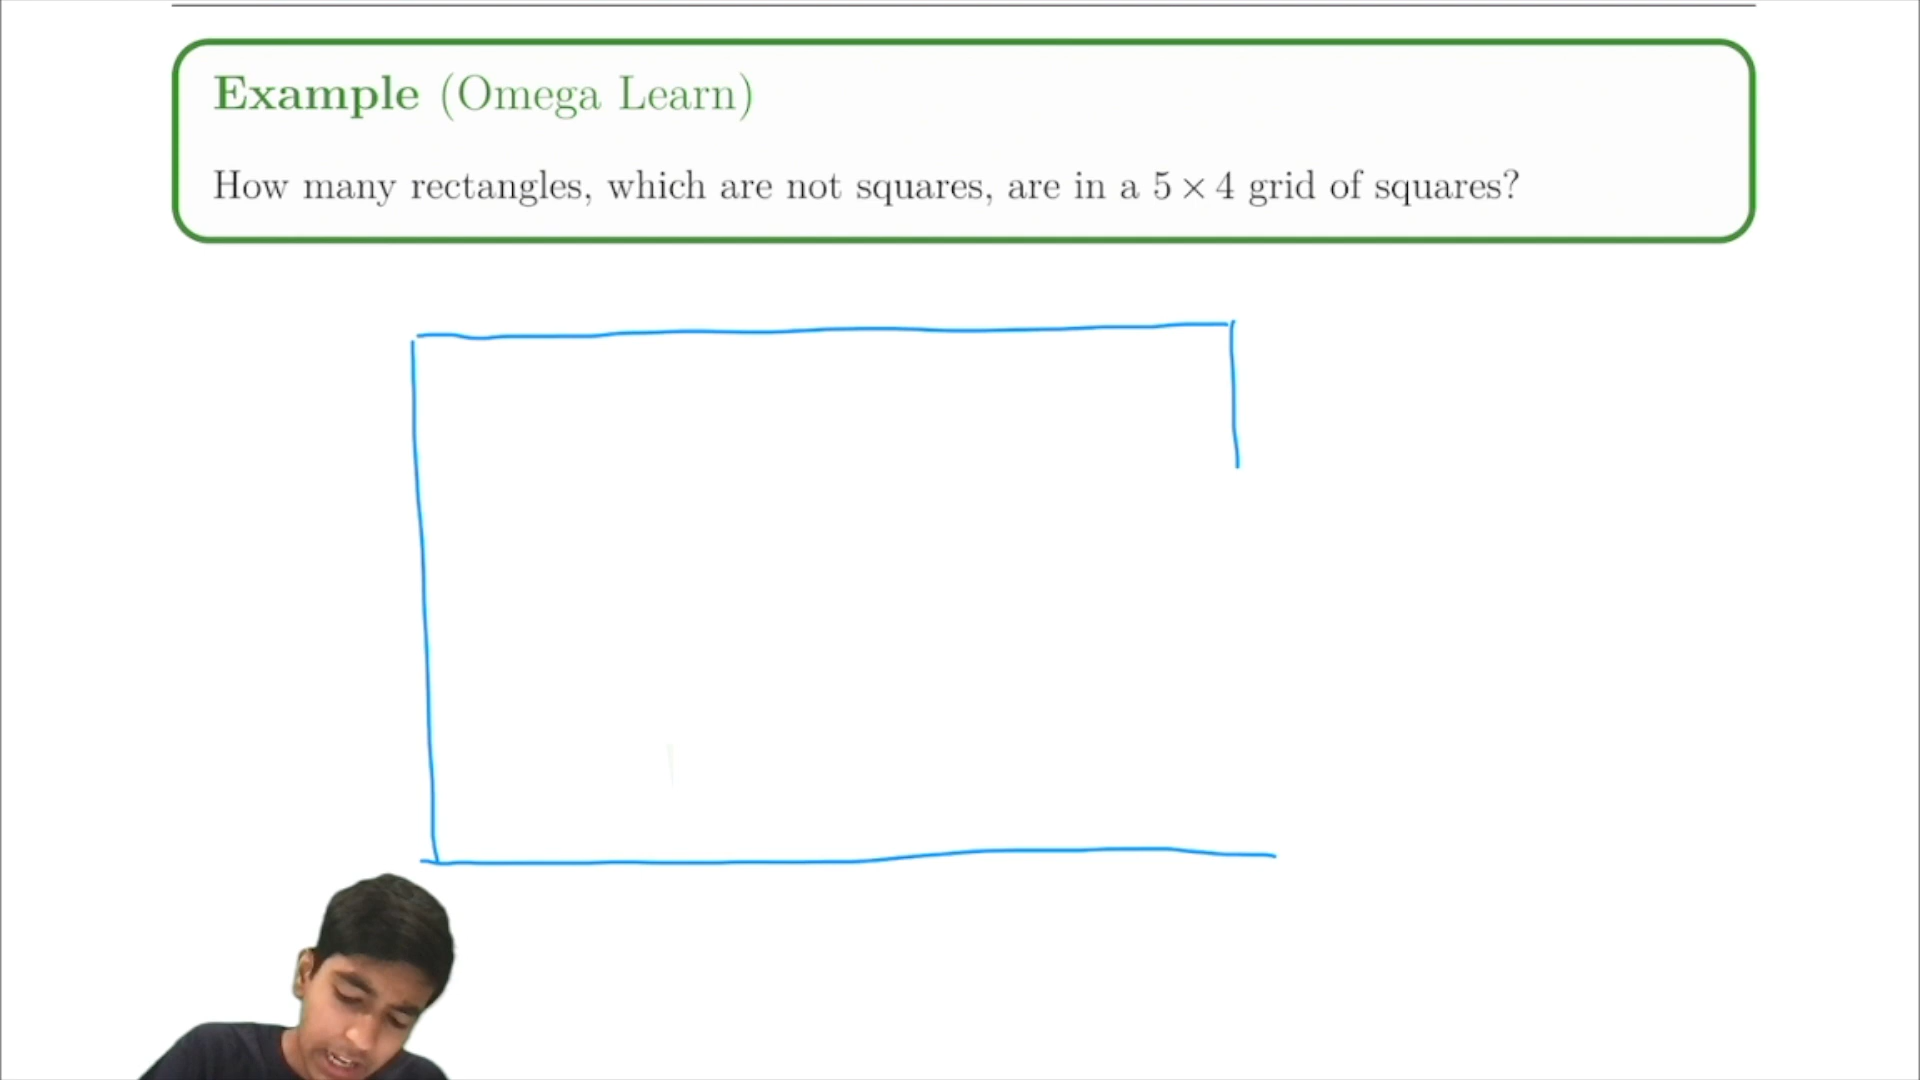 Example (Omega Learn)
How many rectangles, which are not squares, are in a 5 × 4 grid of squares?